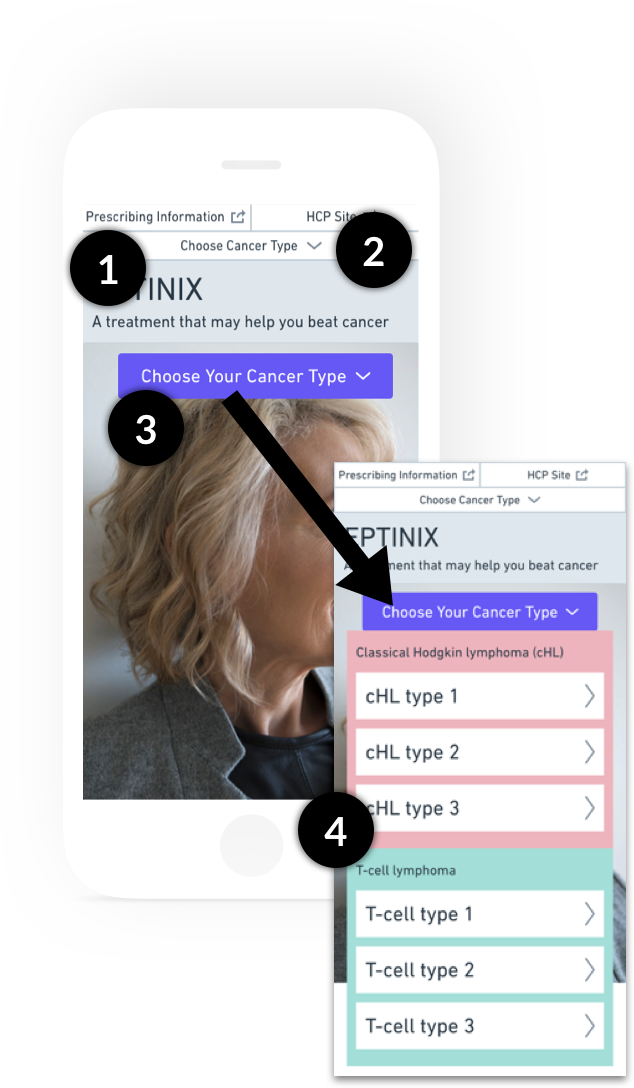 Prescribing Information
HCP Site
Choose Cancer Type
1
2
TINIX
A treatment that may help you beat cancer
Choose Your Cancer Type
3
Prescribing Information
HCP Site
Choose Cancer Type
EPTINIX
A treatment that may help you beat cancer
Choose Your Cancer Type
Classical Hodgkin lymphoma (cHL)
cHL type 1
cHL type 2
cHL type 3
4
T-cell lymphoma
T-cell type 1
T-cell type 2
T-cell type 3